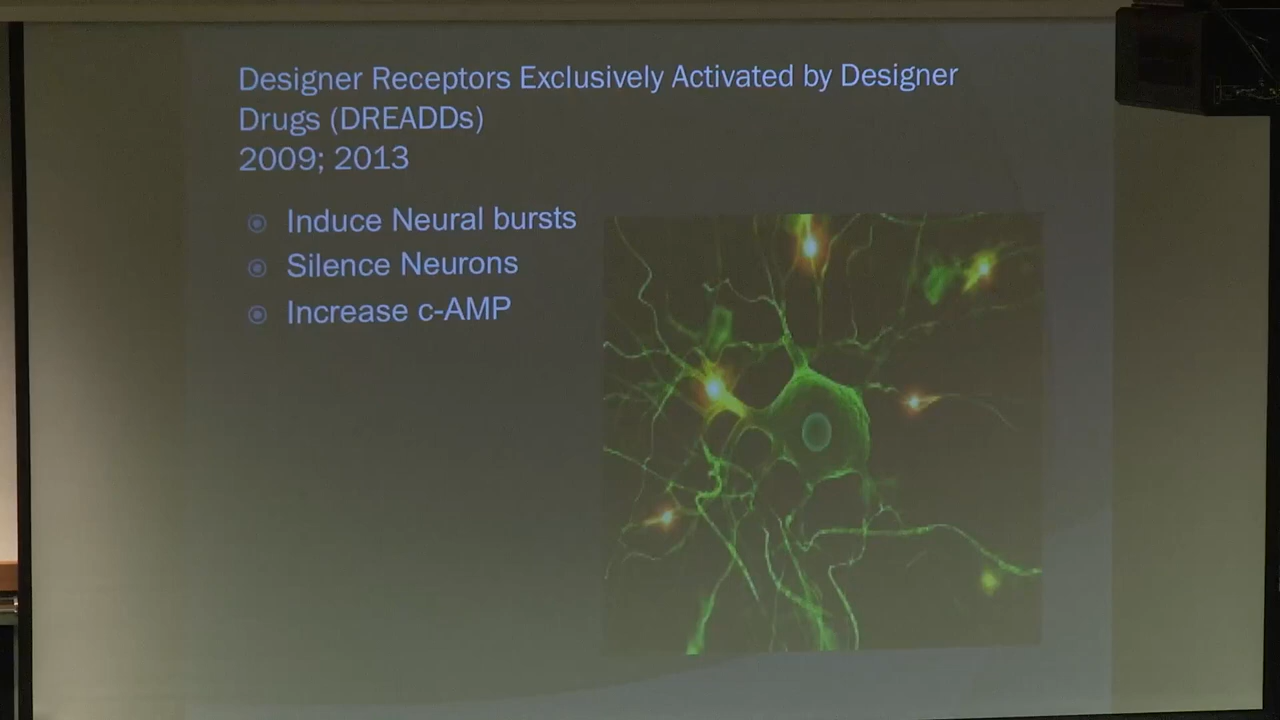 Designer Receptors Exclusively Activated by Designer
Drugs (DREADDs)
2009; 2013
Induce Neural bursts
Silence Neurons
Increase c-AMP